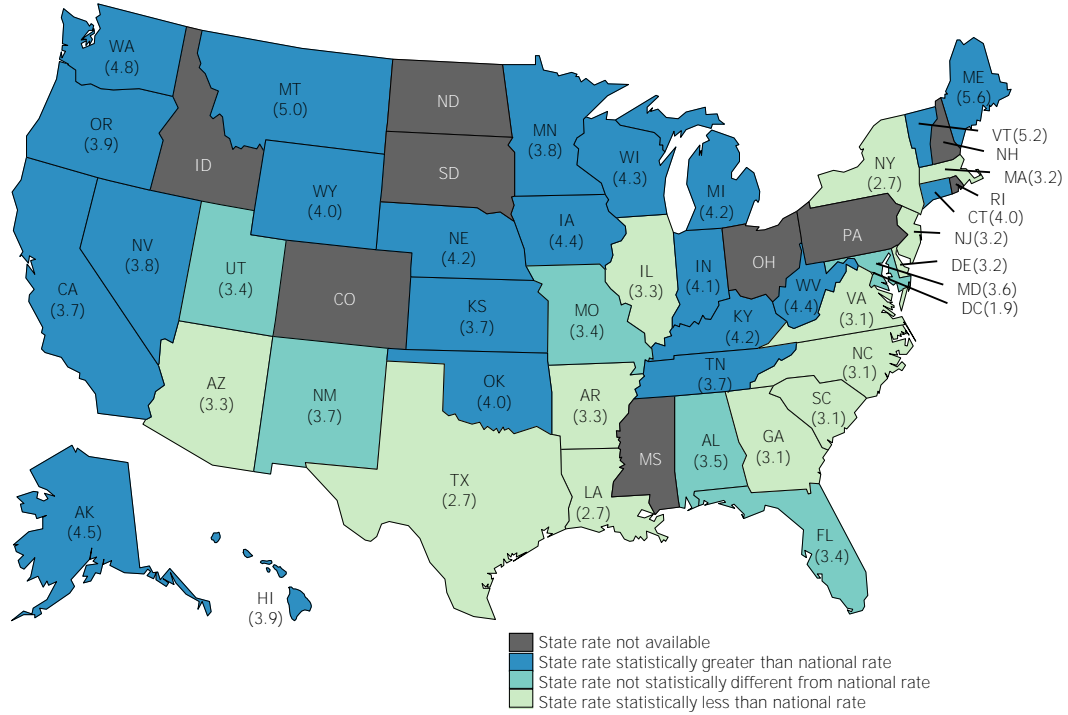 WA
(4.8)
MT
(5.0)
ND
ME
(5.6)
OR
(3.9)
MN
(3.8)
VT(5.2)
NH
ID
SD
WI
(4.3)
NY
(2.7)
MA(3.2)
WY
(4.0)
MI
(4.2)
RI
CT(4.0)
IA
(4.4)
NE
(4.2)
PA
NJ(3.2)
NV
(3.8)
UT
(3.4)
IL
(3.3)
IN
(4.1)
OH
DE(3.2)
MD(3.6)
DC(1.9)
CA
(3.7)
CO
KS
(3.7)
MO
(3.4)
WV
(4.4)
VA
(3.1)
KY
(4.2)
AZ
(3.3)
NM
(3.7)
OK
(4.0)
AR
(3.3)
TN
(3.7)
NC
(3.1)
SC
(3.1)
MS
AL
(3.5)
GA
(3.1)
TX
(2.7)
LA
(2.7)
AK
(4.5)
FL
(3.4)
HI
(3.9)
State rate not available
State rate statistically greater than national rate
State rate not statistically different from national rate
State rate statistically less than national rate